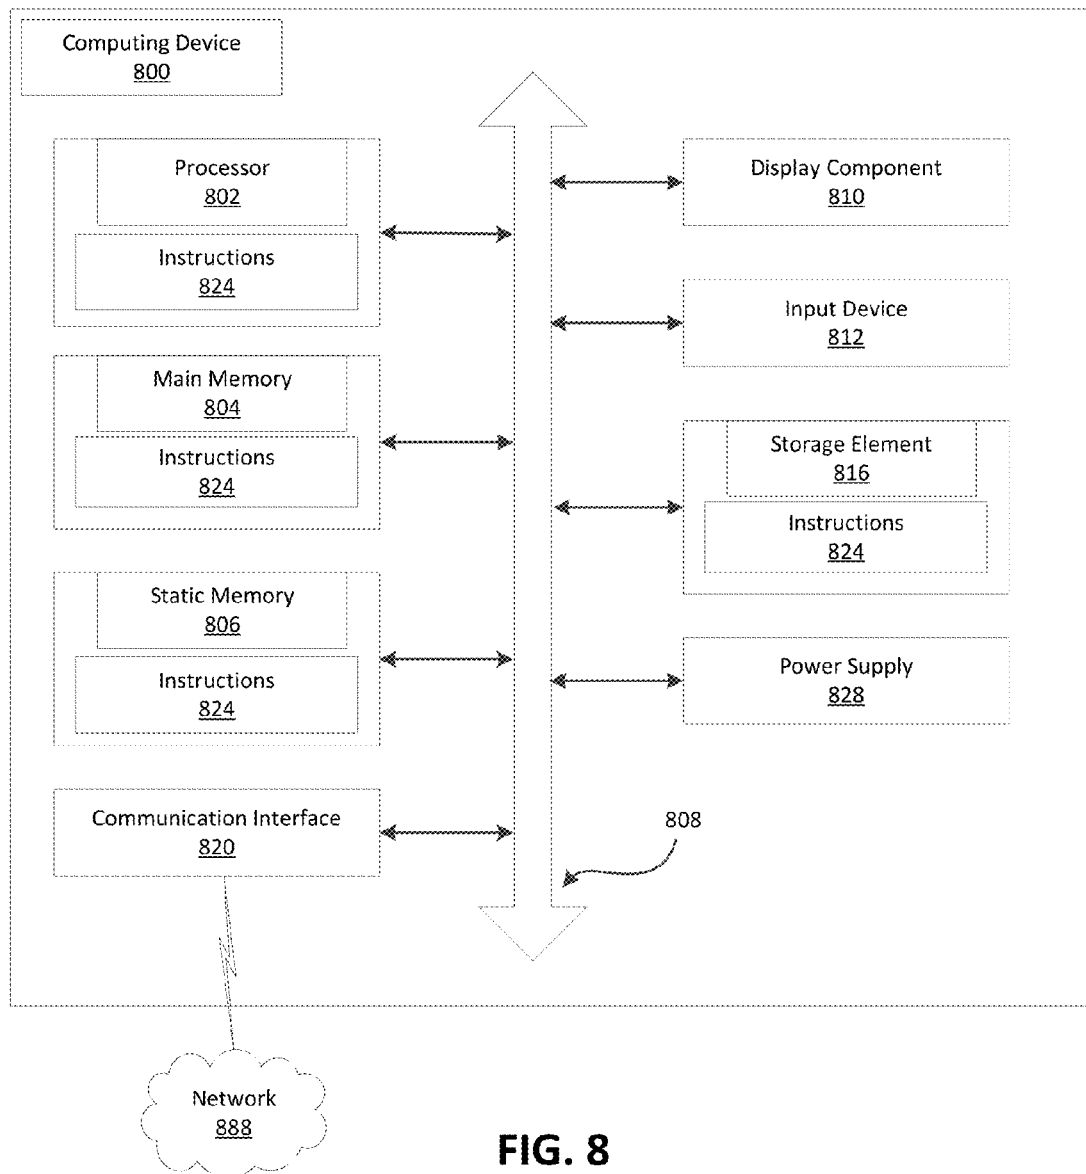 Computing Device
800
Processor
802
Instructions
824
Main Memory
804
Instructions
824
Static Memory
806
Instructions
824
Communication Interface
820
Display Component
810
Input Device
812
Storage Element
816
Instructions
824
Power Supply
828
808
Network
888
FIG. 8